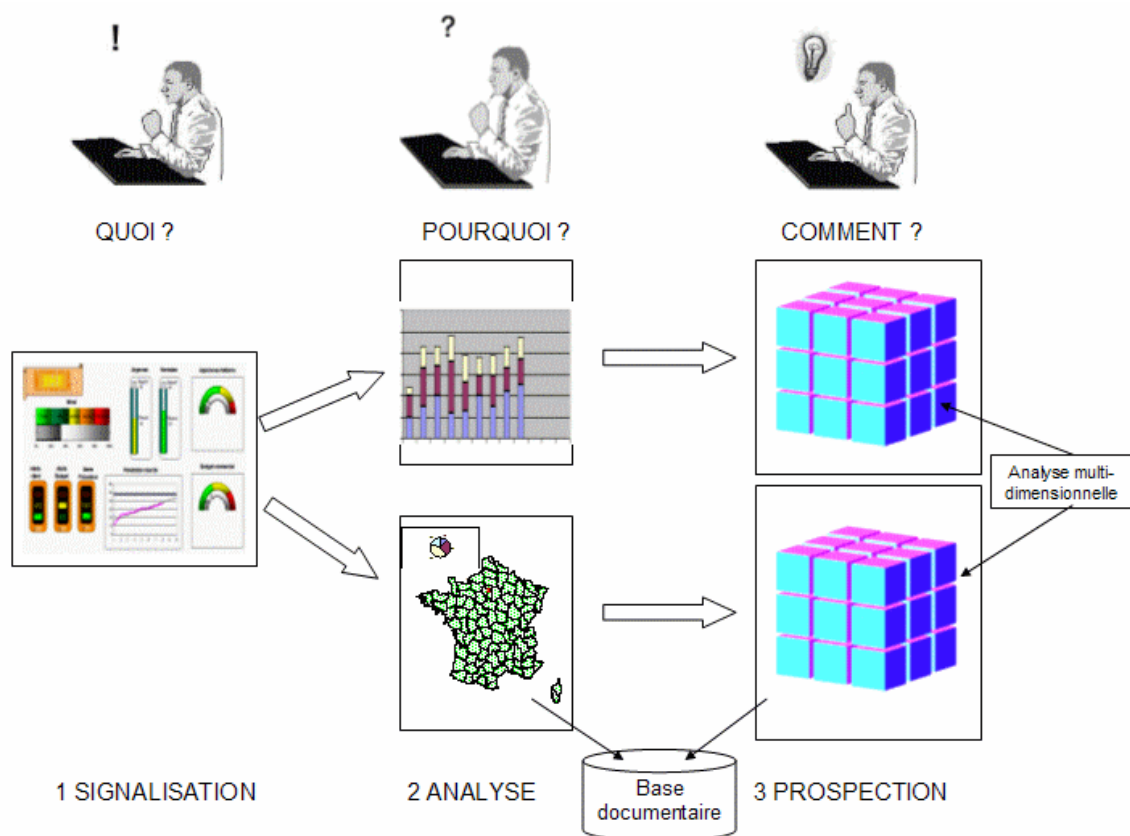 !
?
QUOI ?
POURQUOI ?
COMMENT ?
Analyse multi-
dimensionnelle
Base
documentaire
1 SIGNALISATION
2 ANALYSE
3 PROSPECTION